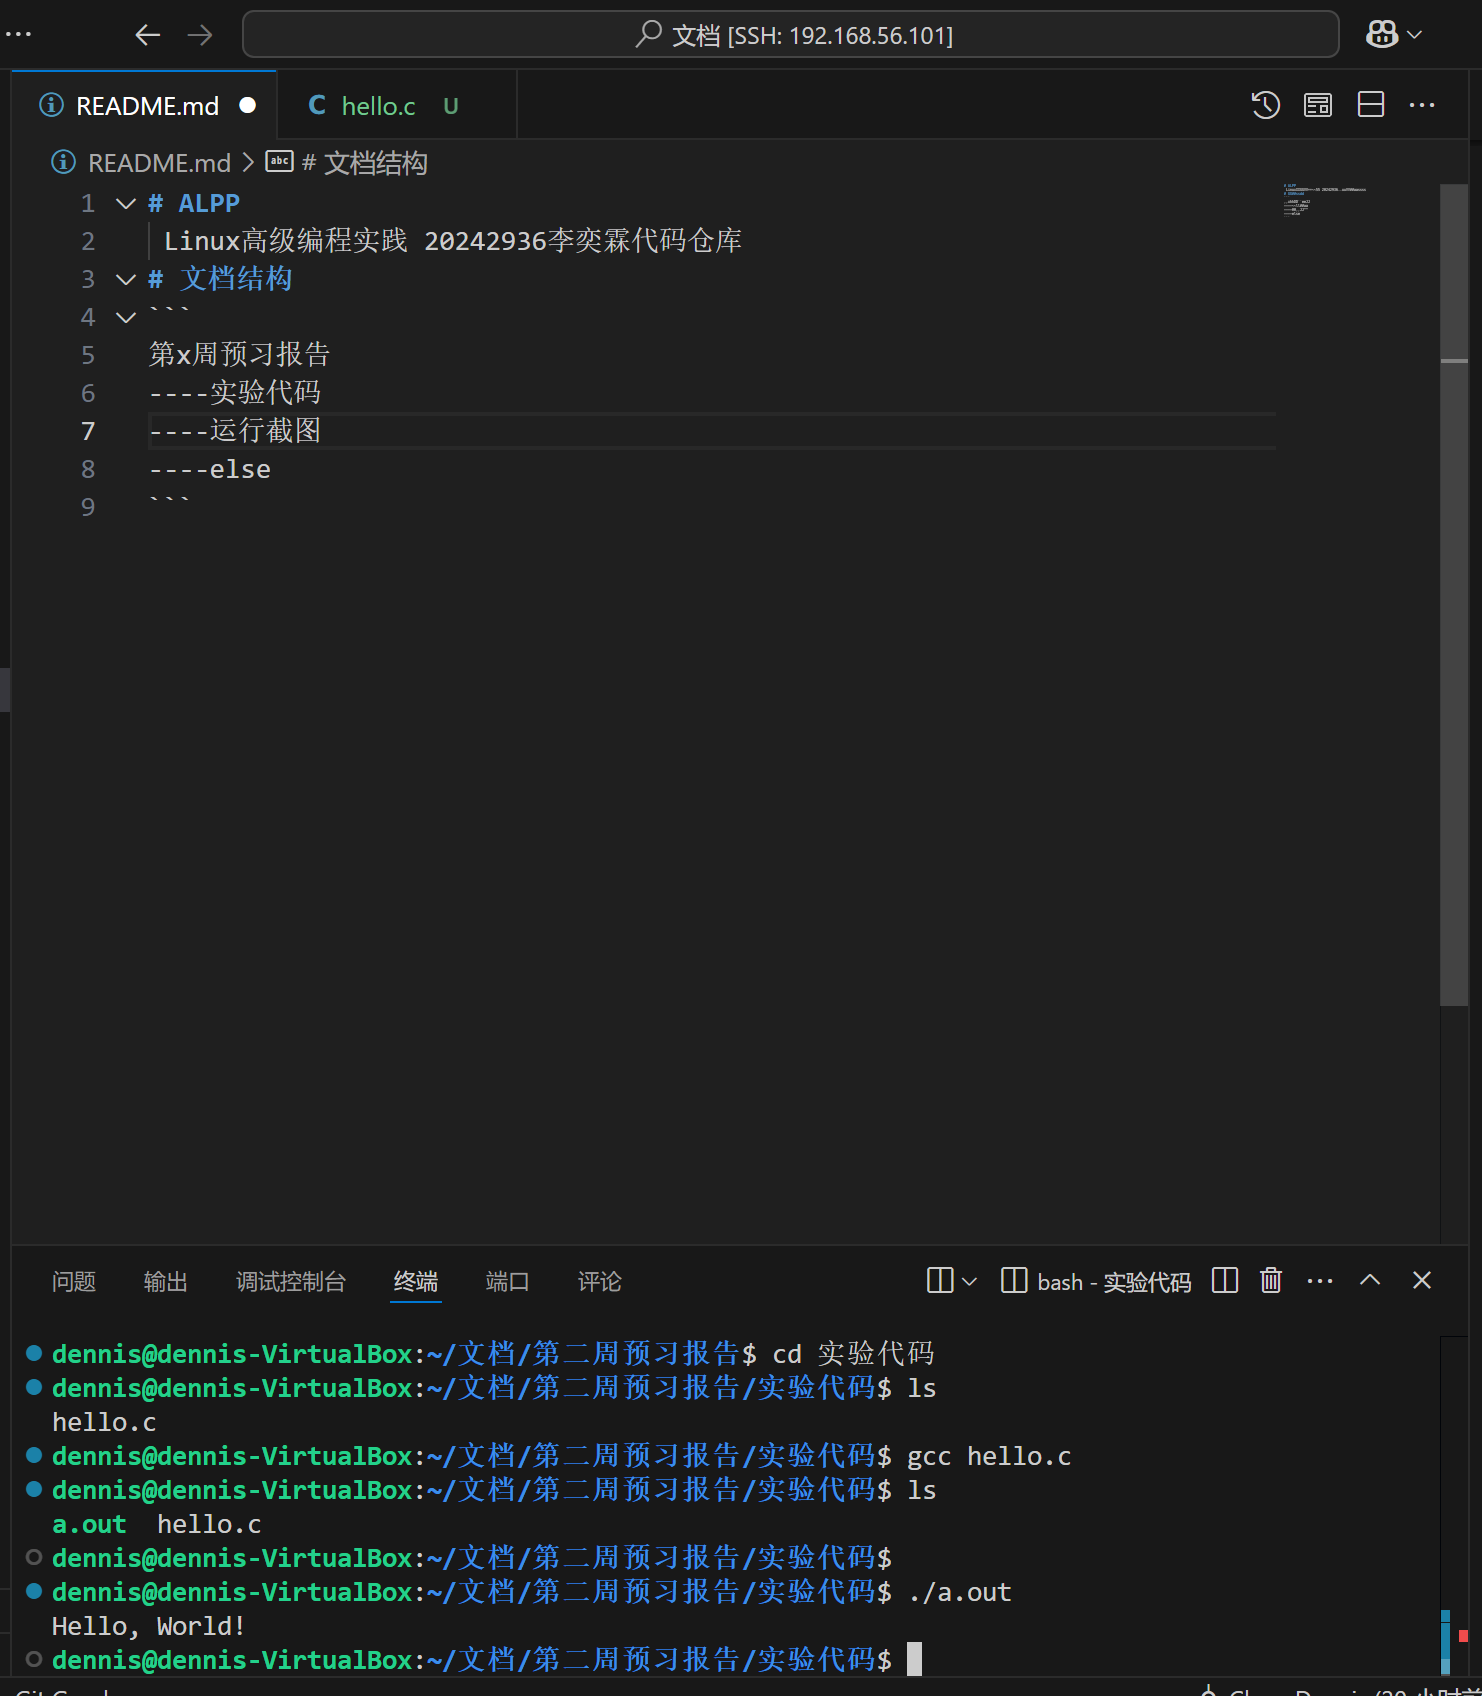 文档 [SSH: 192.168.56.101]
README.md
C hello.c U
README.md > # 文档结构
1 # ALPP
2 Linux高级编程实践 20242936李奕霖代码仓库
3 # 文档结构
4 ```
5 第x周预习报告
6 ----实验代码
7 ----运行截图
8 ----else
9 ```
问题 输出 调试控制台 终端 端口 评论 bash - 实验代码
dennis@dennis-VirtualBox:~/文档/第二周预习报告$ cd 实验代码
dennis@dennis-VirtualBox:~/文档/第二周预习报告/实验代码$ ls
hello.c
dennis@dennis-VirtualBox:~/文档/第二周预习报告/实验代码$ gcc hello.c
dennis@dennis-VirtualBox:~/文档/第二周预习报告/实验代码$ ls
a.out  hello.c
dennis@dennis-VirtualBox:~/文档/第二周预习报告/实验代码$
dennis@dennis-VirtualBox:~/文档/第二周预习报告/实验代码$ ./a.out
Hello, World!
dennis@dennis-VirtualBox:~/文档/第二周预习报告/实验代码$